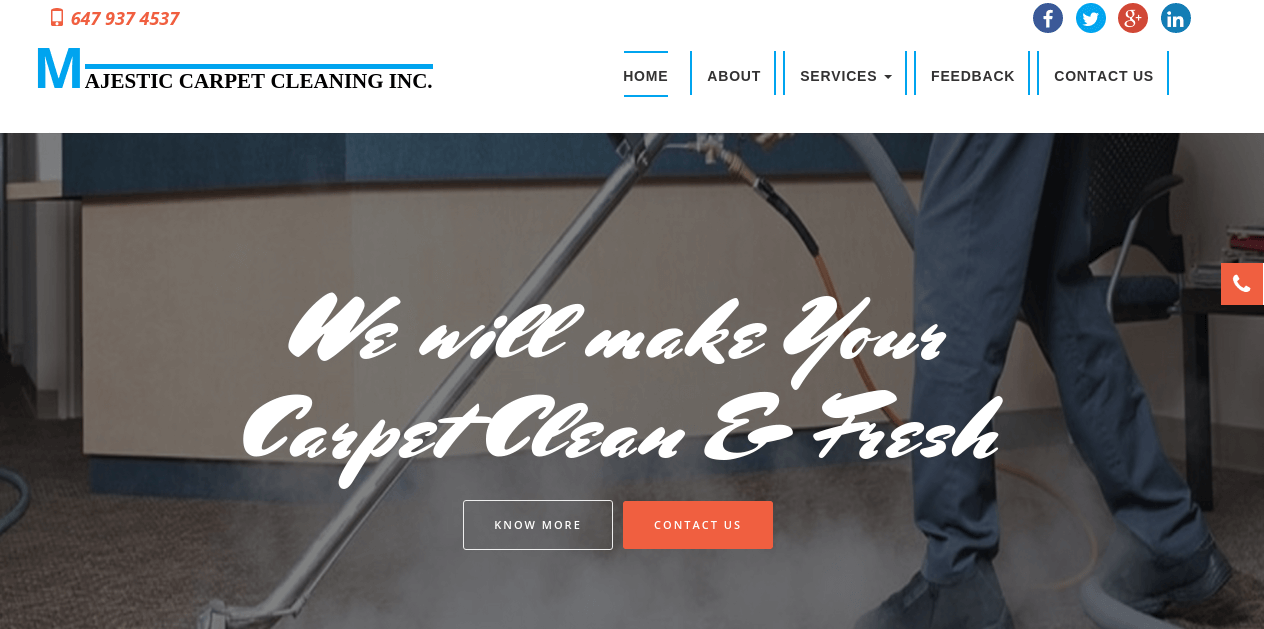 647 937 4537
MAJESTIC CARPET CLEANING INC.
HOME ABOUT SERVICES FEEDBACK CONTACT US
We will make Your
Carpet Clean & Fresh
KNOW MORE CONTACT US